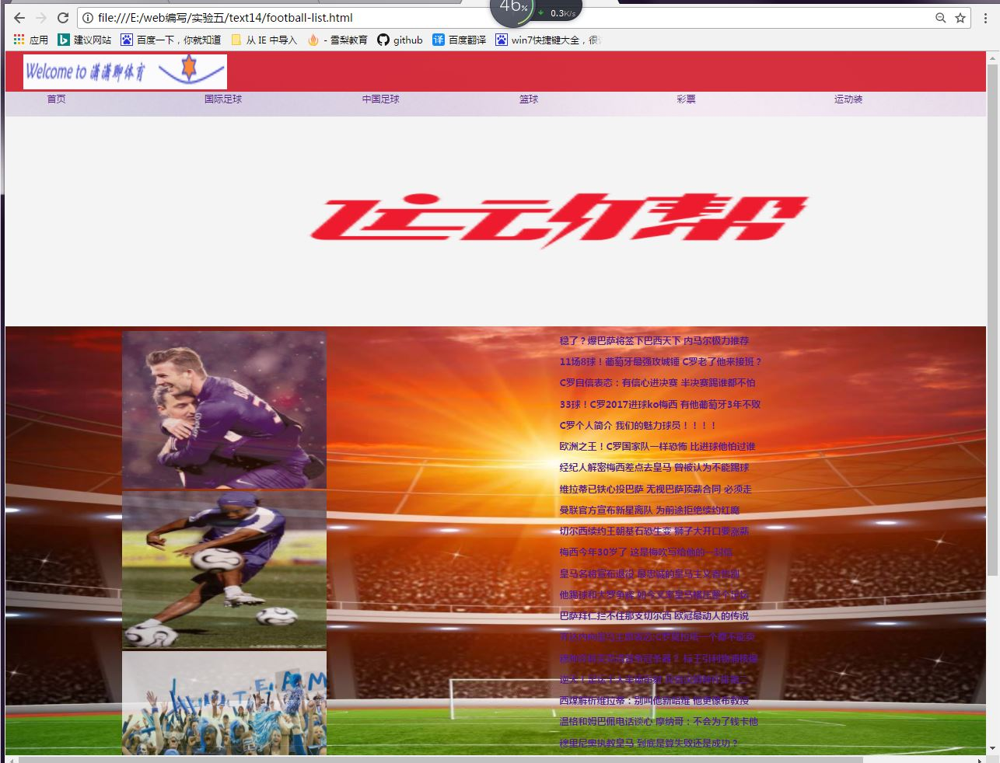 46%
0.3K/s
file:///E:/web编写/实验五/text14/football-list.html
应用 建议网站 百度一下，你就知道 从 IE 中导入 - 雪梨教育 github 译 百度翻译 win7快捷键大全，很
Welcome to 潇潇聊体育
首页 国际足球 中国足球 篮球 彩票 运动装
运动帮
稳了？爆巴萨将签下巴西天下 内马尔极力推荐
11场8球！葡萄牙最强攻城锤 C罗老了他来接班？
C罗自信表态：有信心进决赛 半决赛踢谁都不怕
33球！C罗2017进球ko梅西 有他葡萄牙3年不败
C罗个人简介 我们的魅力球员！！！！
欧洲之王！C罗国家队一样恐怖 比进球他怕过谁
经纪人解密梅西差点去皇马 曾被认为不能踢球
维拉蒂已铁心投巴萨 无视巴萨顶薪合同 必须走
曼联官方宣布新星离队 为前途拒绝续约红魔
切尔西续约王朝基石恐生变 狮子大开口要涨薪
梅西今年30岁了 这是梅吹写给他的一封信
皇马名将宣布退役 最忠诚的皇马主义者告别
他踢球和大罗争辉 如今又率皇马横压整个足坛
巴萨拜仁拦不住那支切尔西 欧冠最动人的传说
西媒解析维拉蒂：别叫他新哈维 他更像布教授
温格和姆巴佩电话谈心 摩纳哥：不会为了钱卡他
穆里尼奥执教皇马 到底是算失败还是成功？